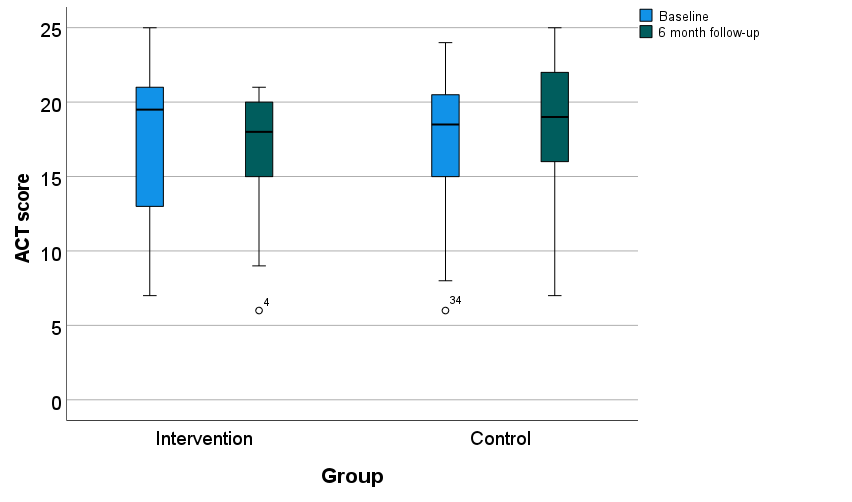 Baseline
6 month follow-up
25
20
15
10
5
0
ACT score
4
34
Intervention
Control
Group